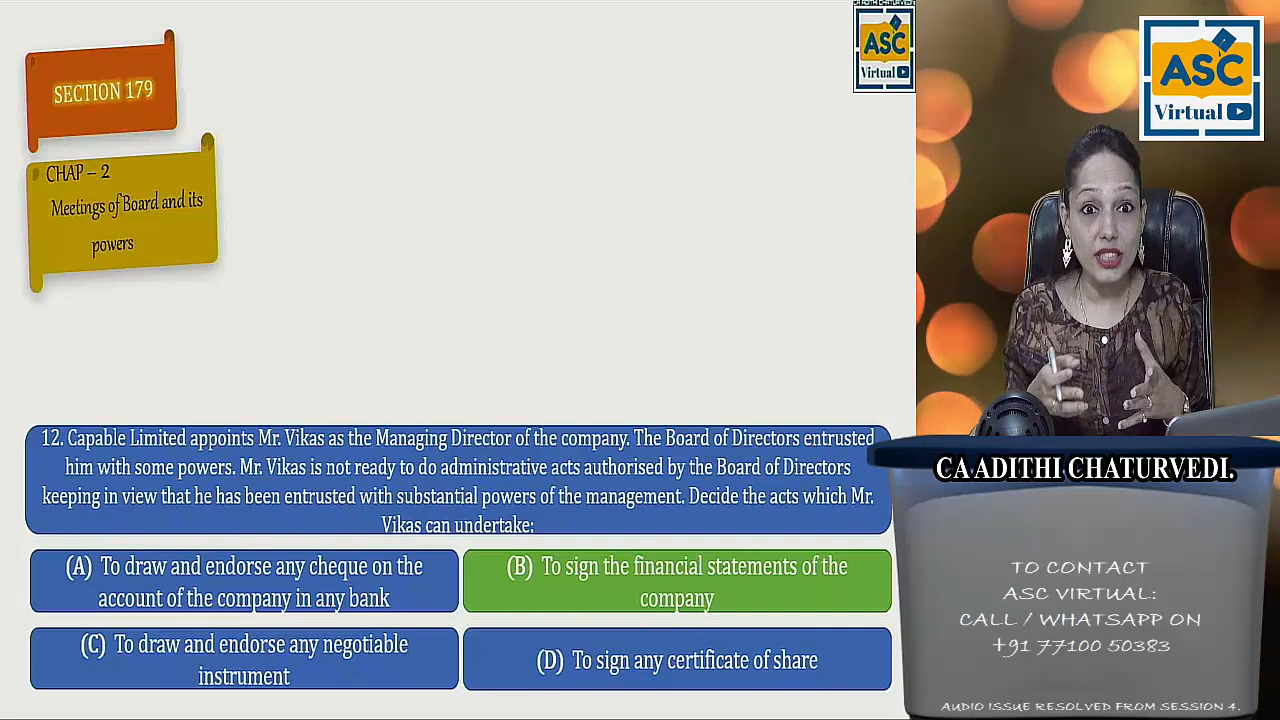 SECTION 179
CHAP – 2
Meetings of Board and its
powers
CA ADITHI CHATURVEDI
ASC
Virtual
ASC
Virtual
12. Capable Limited appoints Mr. Vikas as the Managing Director of the company. The Board of Directors entrusted
him with some powers. Mr. Vikas is not ready to do administrative acts authorised by the Board of Directors
keeping in view that he has been entrusted with substantial powers of the management. Decide the acts which Mr.
Vikas can undertake:
(A) To draw and endorse any cheque on the
account of the company in any bank
(B) To sign the financial statements of the
company
(C) To draw and endorse any negotiable
instrument
(D) To sign any certificate of share
CA ADITHI CHATURVEDI.
TO CONTACT
ASC VIRTUAL:
CALL / WHATSAPP ON
+91 77100 50383
AUDIO ISSUE RESOLVED FROM SESSION 4.